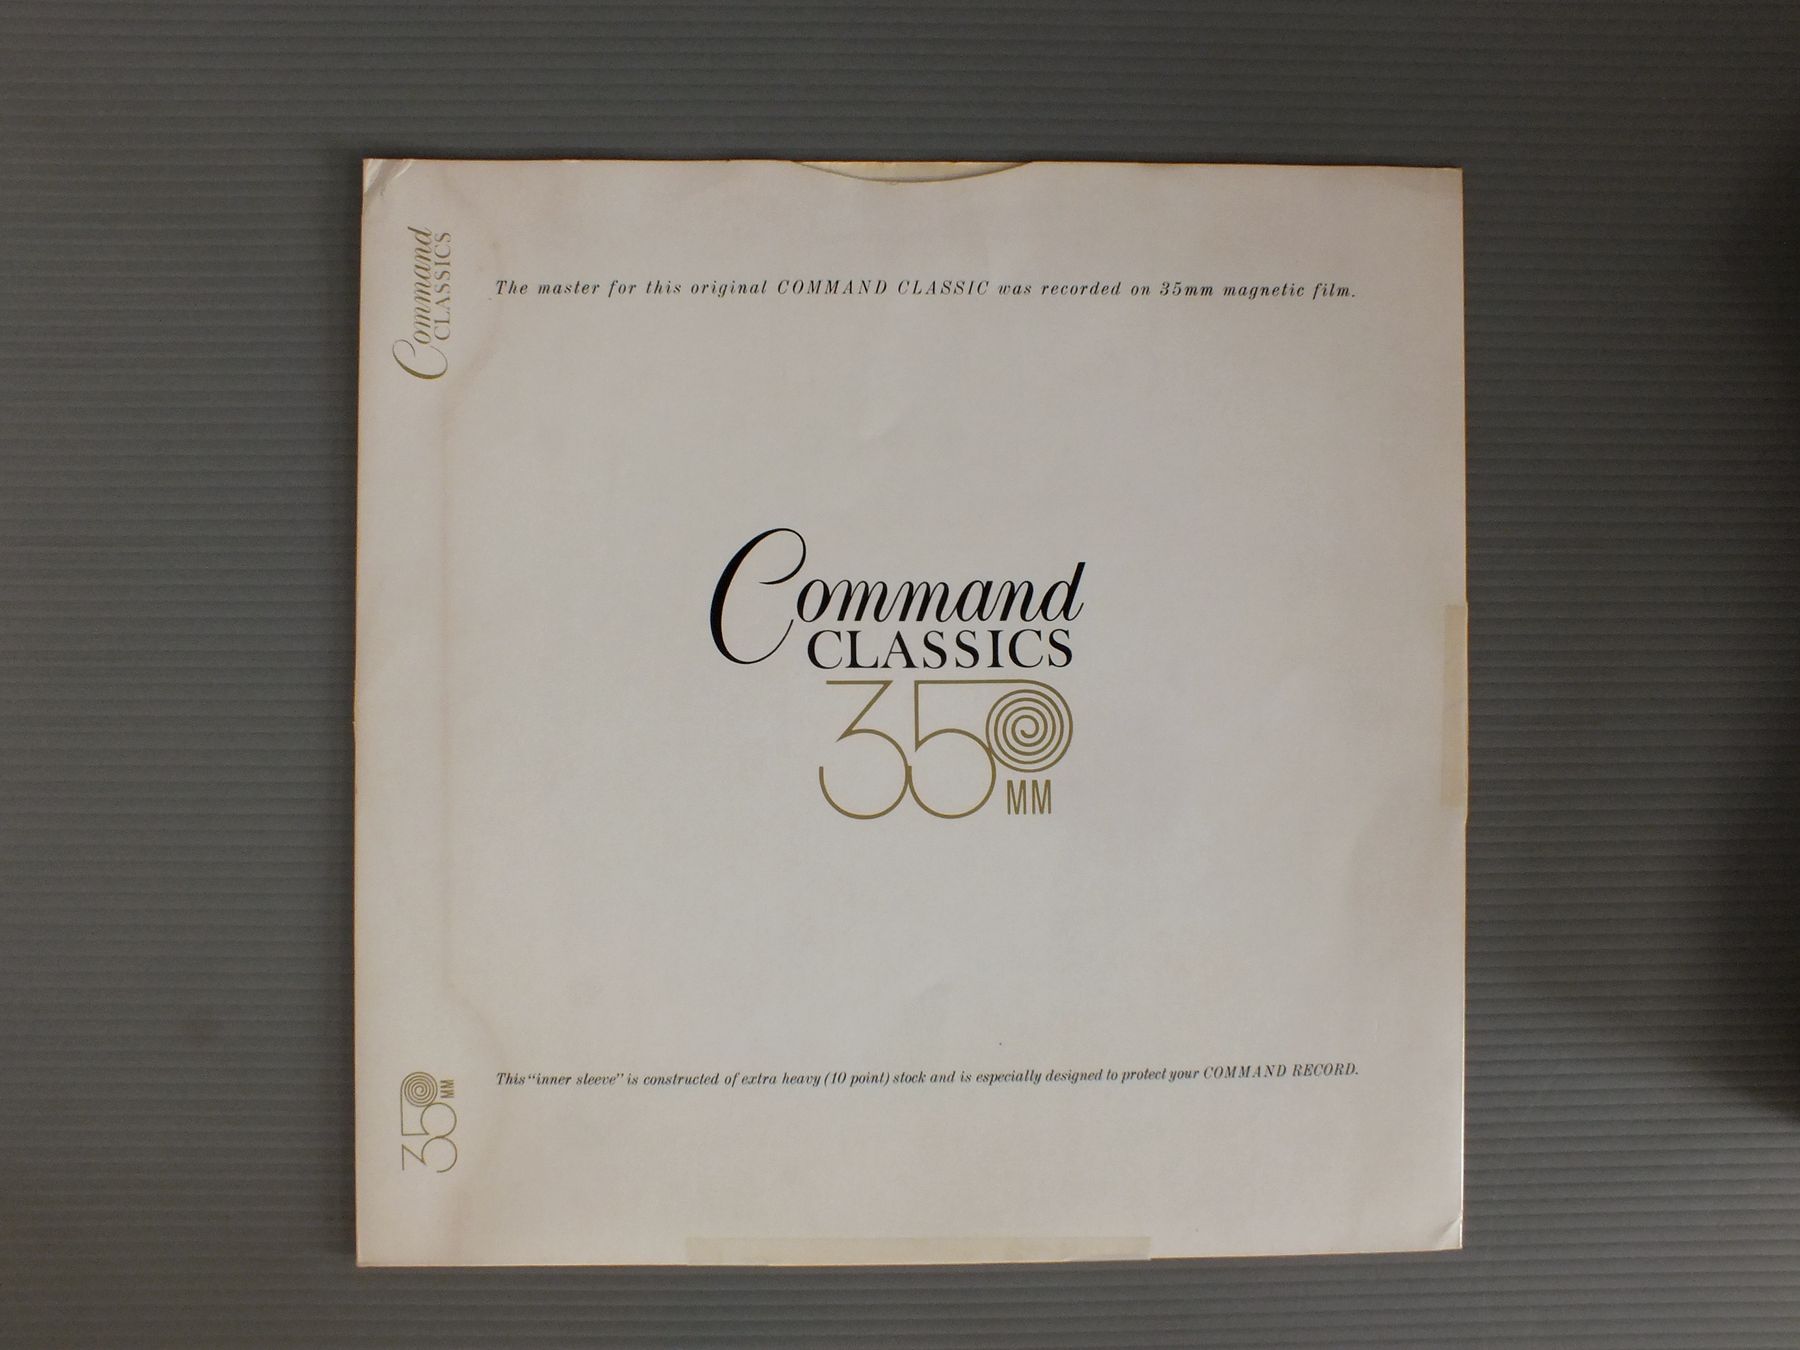 Command
CLASSICS
The master for this original COMMAND CLASSIC was recorded on 35mm magnetic film.
Command
CLASSICS
35
MM
This "inner sleeve" is constructed of extra heavy (10 point) stock and is especially designed to protect your COMMAND RECORD.
35
MM